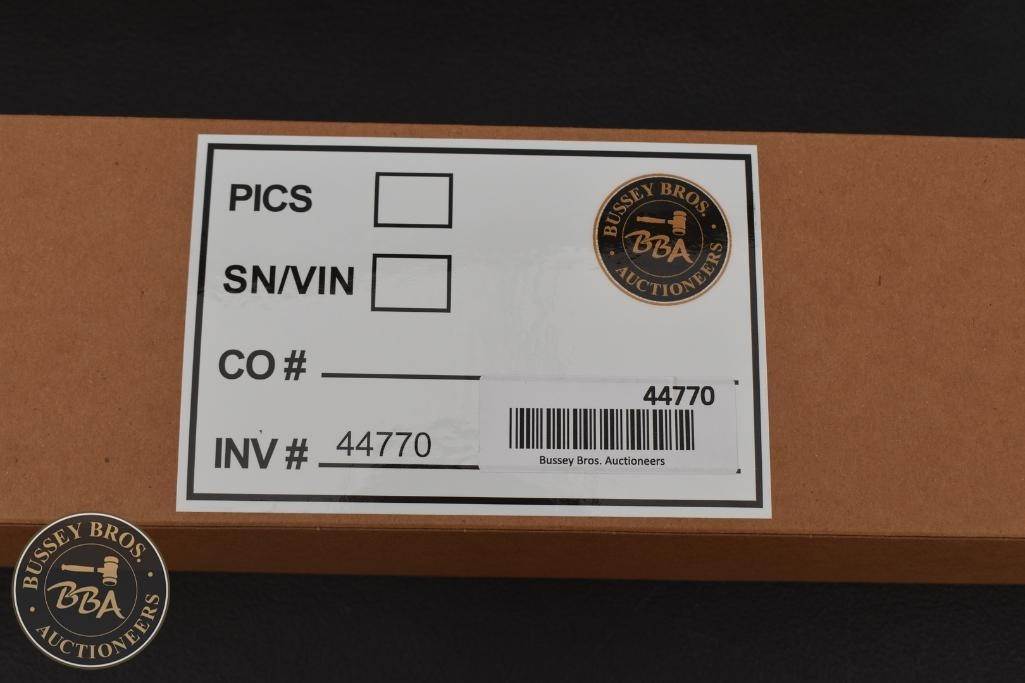 PICS
BUSSEY BROS.
BBA
AUCTIONEERS
SN/VIN
CO #
44770
INV # 44770
Bussey Bros. Auctioneers
BUSSEY BROS.
BBA
AUCTIONEERS